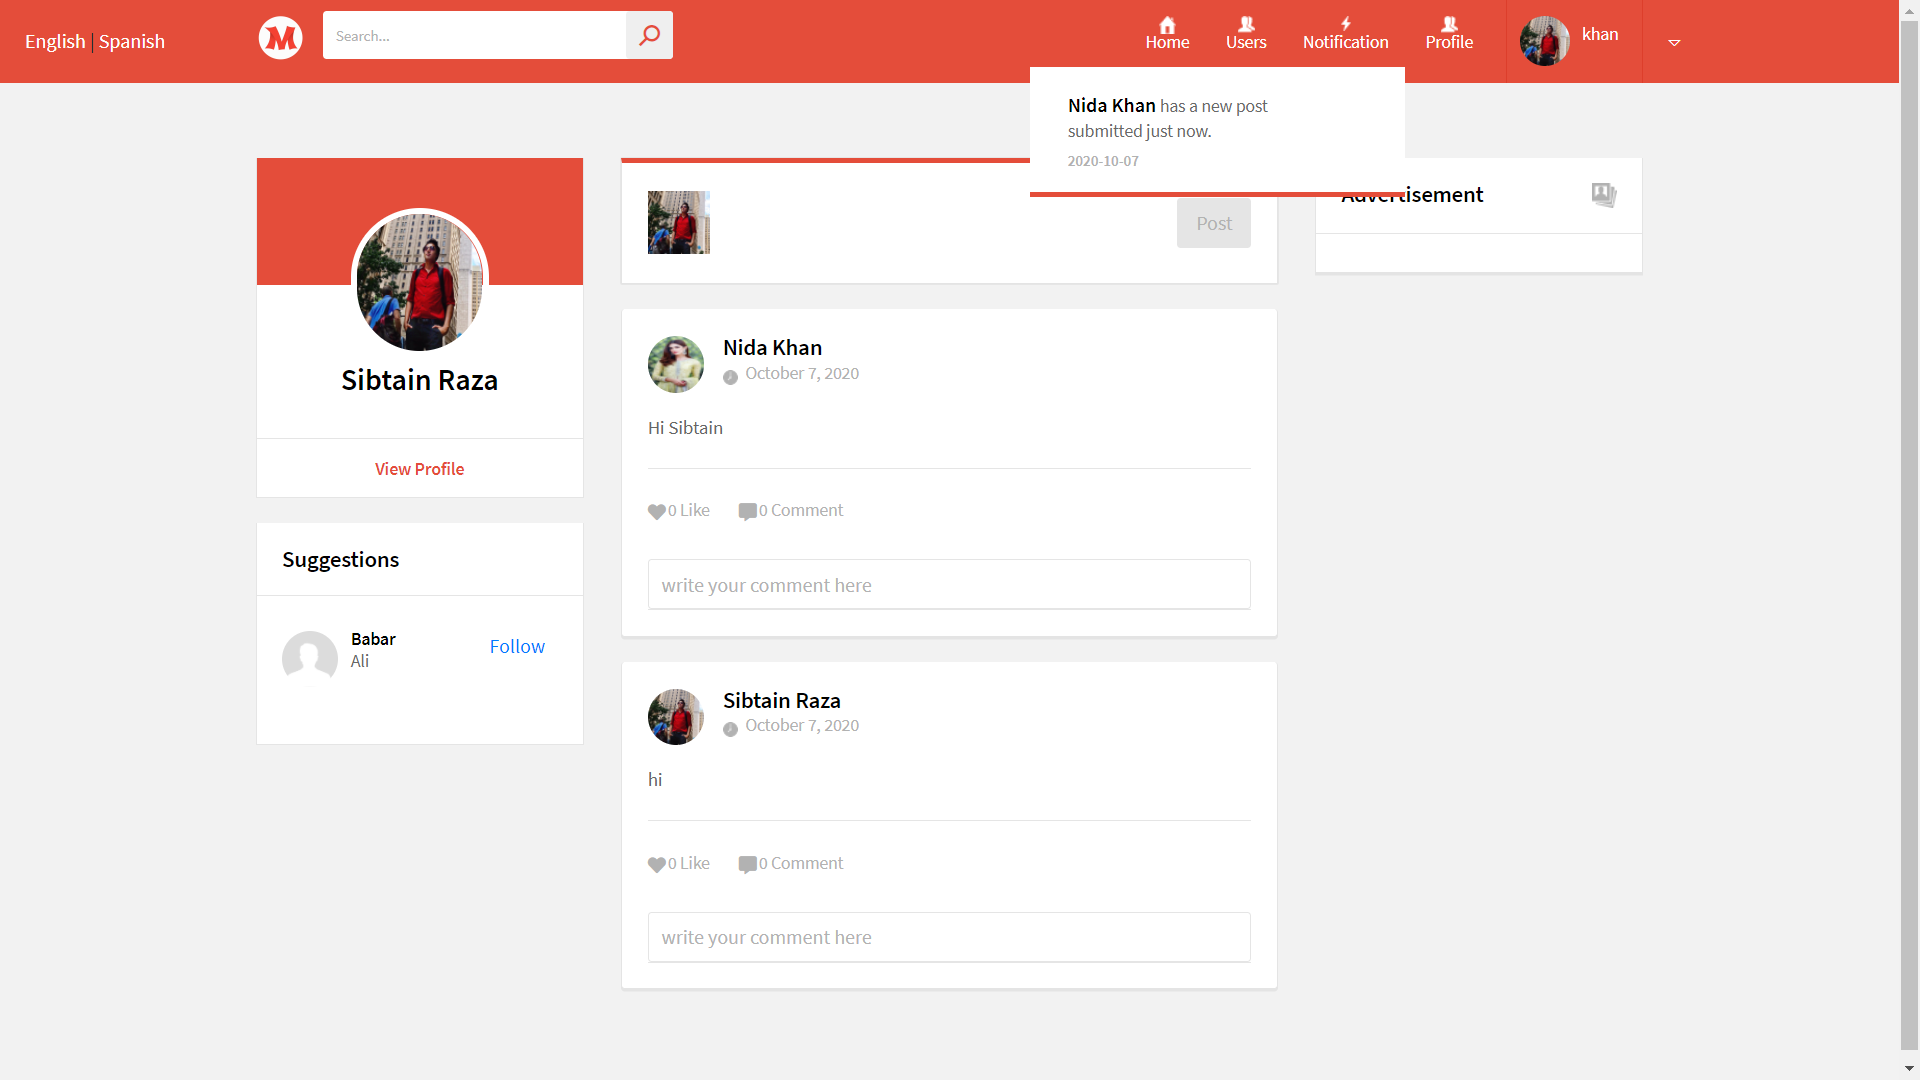 English | Spanish
M
Search...
Home
Users
Notification
Profile
khan
Nida Khan has a new post
submitted just now.
2020-10-07
Sibtain Raza
View Profile
Suggestions
Babar
Ali
Follow
Post
Nida Khan
October 7, 2020
Hi Sibtain
0 Like
0 Comment
write your comment here
Sibtain Raza
October 7, 2020
hi
0 Like
0 Comment
write your comment here
Advertisement